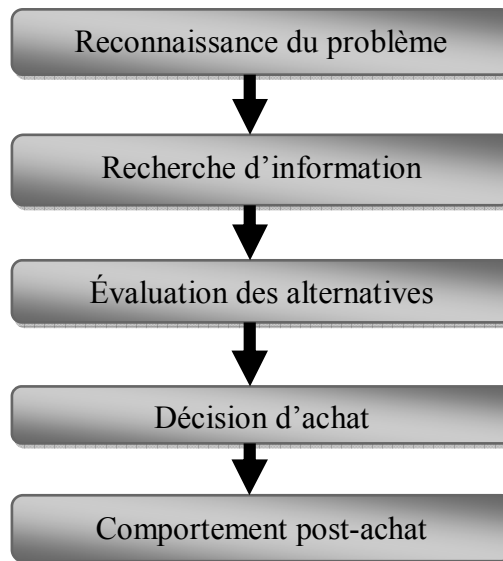 Reconnaissance du problème
Recherche d’information
Évaluation des alternatives
Décision d’achat
Comportement post-achat